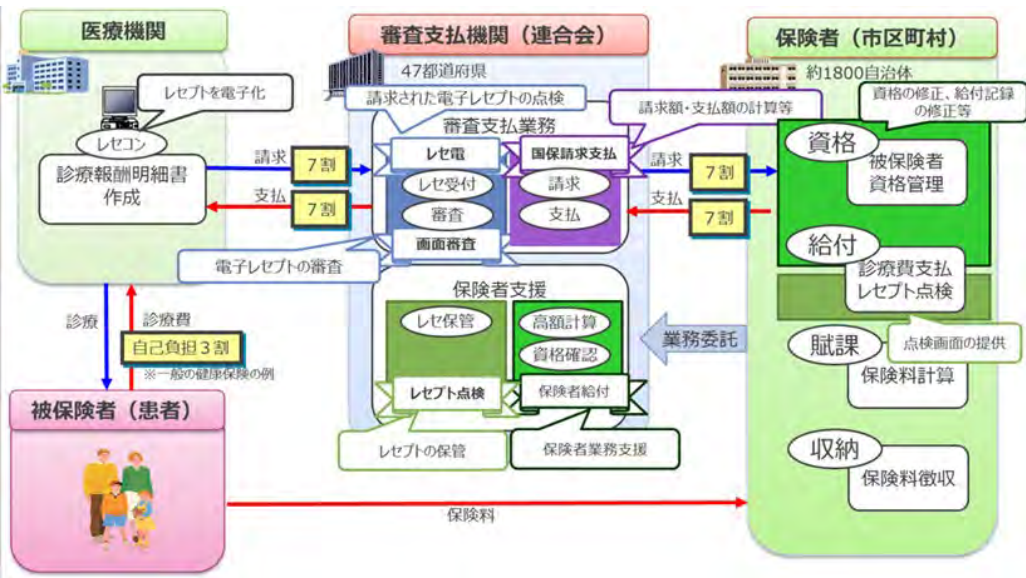 医療機関
レセプトを電子化
レセコン
診療報酬明細書
作成
請求
7割
支払
7割
審査支払機関（連合会）
47都道府県
請求された電子レセプトの点検
請求額・支払額の計算等
審査支払業務
レセ電
国保請求支払
レセ受付
請求
審査
支払
画面審査
電子レセプトの審査
保険者支援
レセ保管
高額計算
資格確認
レセプト点検
保険者給付
レセプトの保管
保険者業務支援
請求
7割
支払
7割
業務委託
保険者（市区町村）
約1800自治体
資格の修正、給付記録
の修正等
資格
被保険者
資格管理
給付
診療費支払
レセプト点検
点検画面の提供
賦課
保険料計算
収納
保険料徴収
診療
診療費
自己負担3割
※一般の健康保険の例
被保険者（患者）
保険料